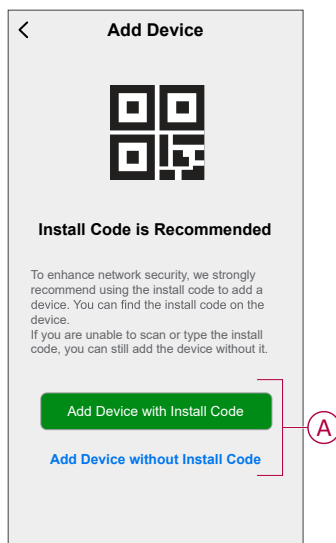 Add Device
Install Code is Recommended
To enhance network security, we strongly
recommend using the install code to add a
device. You can find the install code on the
device.
If you are unable to scan or type the install
code, you can still add the device without it.
Add Device with Install Code
A
Add Device without Install Code